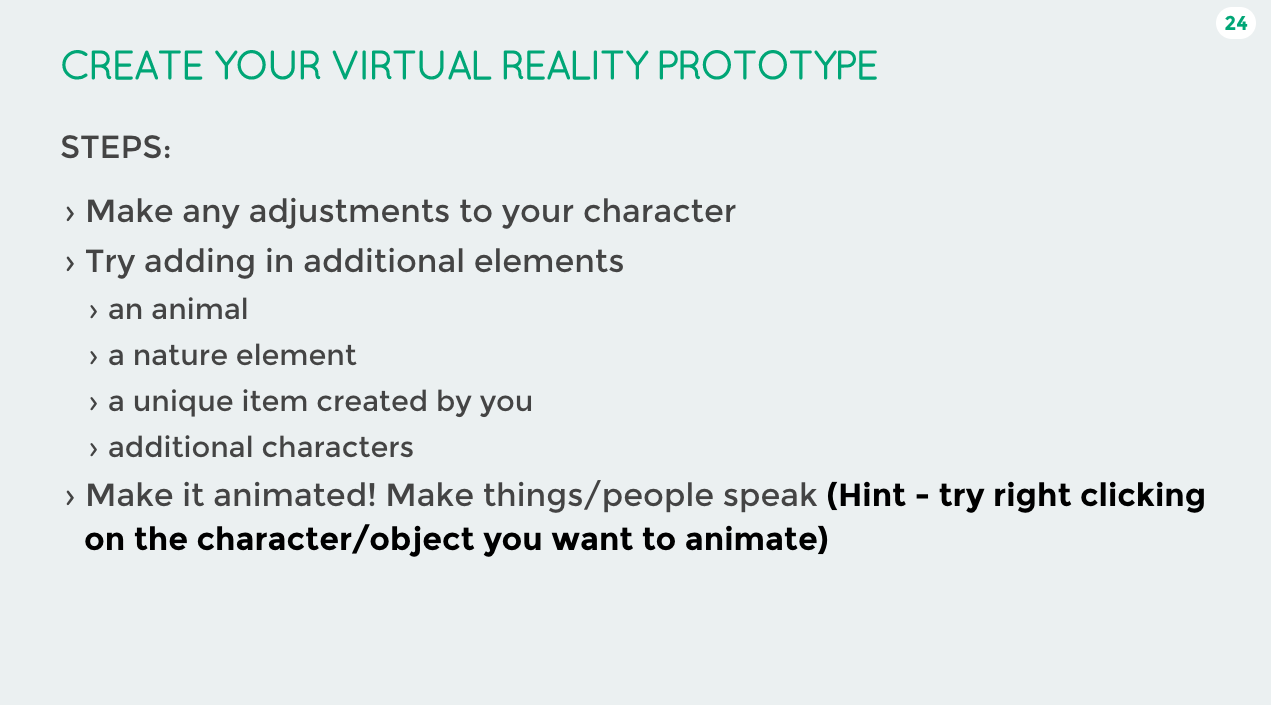 24
CREATE YOUR VIRTUAL REALITY PROTOTYPE
STEPS:
› Make any adjustments to your character
› Try adding in additional elements
› an animal
› a nature element
› a unique item created by you
› additional characters
› Make it animated! Make things/people speak (Hint - try right clicking
on the character/object you want to animate)